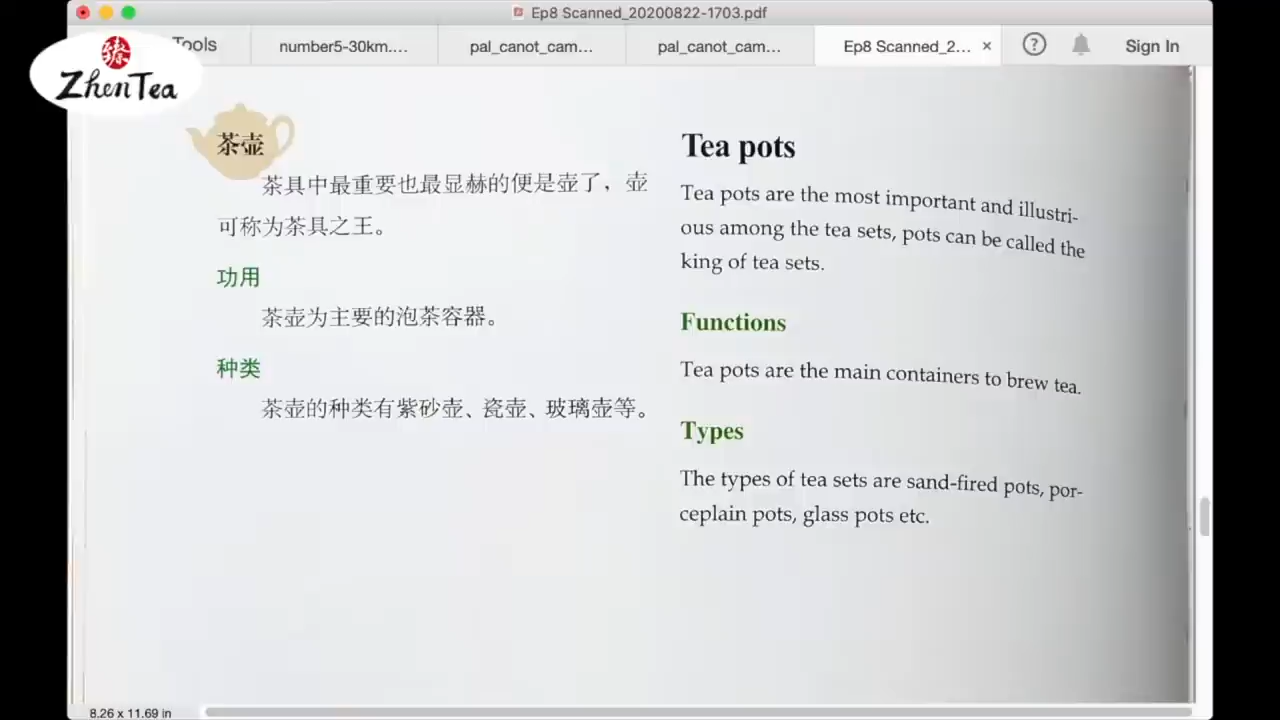 Ep8 Scanned_20200822-1703.pdf
Tools
number5-30km....
pal_canot_cam...
pal_canot_cam...
Ep8 Scanned_2... ×
?
Sign In
臻
ZhenTea
茶壶
茶具中最重要也最显赫的便是壶了，壶
可称为茶具之王。
功用
茶壶为主要的泡茶容器。
种类
茶壶的种类有紫砂壶、瓷壶、玻璃壶等。
Tea pots
Tea pots are the most important and illustri-
ous among the tea sets, pots can be called the
king of tea sets.
Functions
Tea pots are the main containers to brew tea.
Types
The types of tea sets are sand-fired pots, por-
ceplain pots, glass pots etc.
8.26 x 11.69 in